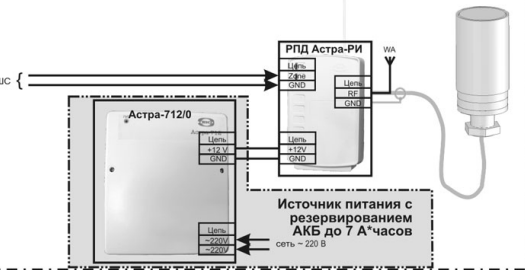 РПД Астра-РИ
WA
Цепь
Zone
GND
ШС {
Цепь
RF
GND
Астра-712/0
Цепь
+12 V
GND
Цепь
+12V
GND
Источник питания с
резервированием
АКБ до 7 А*часов
сеть ~ 220 В
Цепь
~220V
~220V